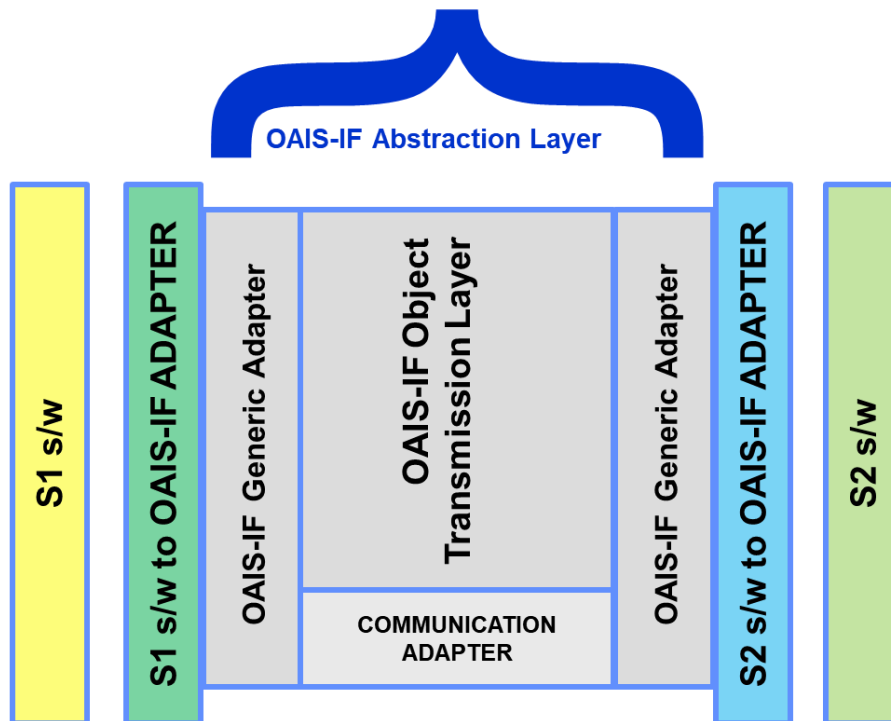 OAIS-IF Abstraction Layer
S1 s/w
S1 s/w to OAIS-IF ADAPTER
OAIS-IF Generic Adapter
OAIS-IF Object
Transmission Layer
COMMUNICATION
ADAPTER
OAIS-IF Generic Adapter
S2 s/w to OAIS-IF ADAPTER
S2 s/w